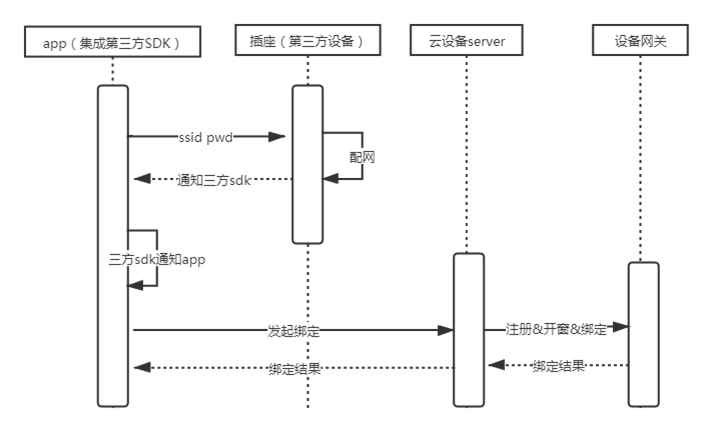 app（集成第三方SDK）
插座（第三方设备）
云设备server
设备网关
ssid pwd
配网
通知三方sdk
三方sdk通知app
发起绑定
注册&开窗&绑定
绑定结果
绑定结果